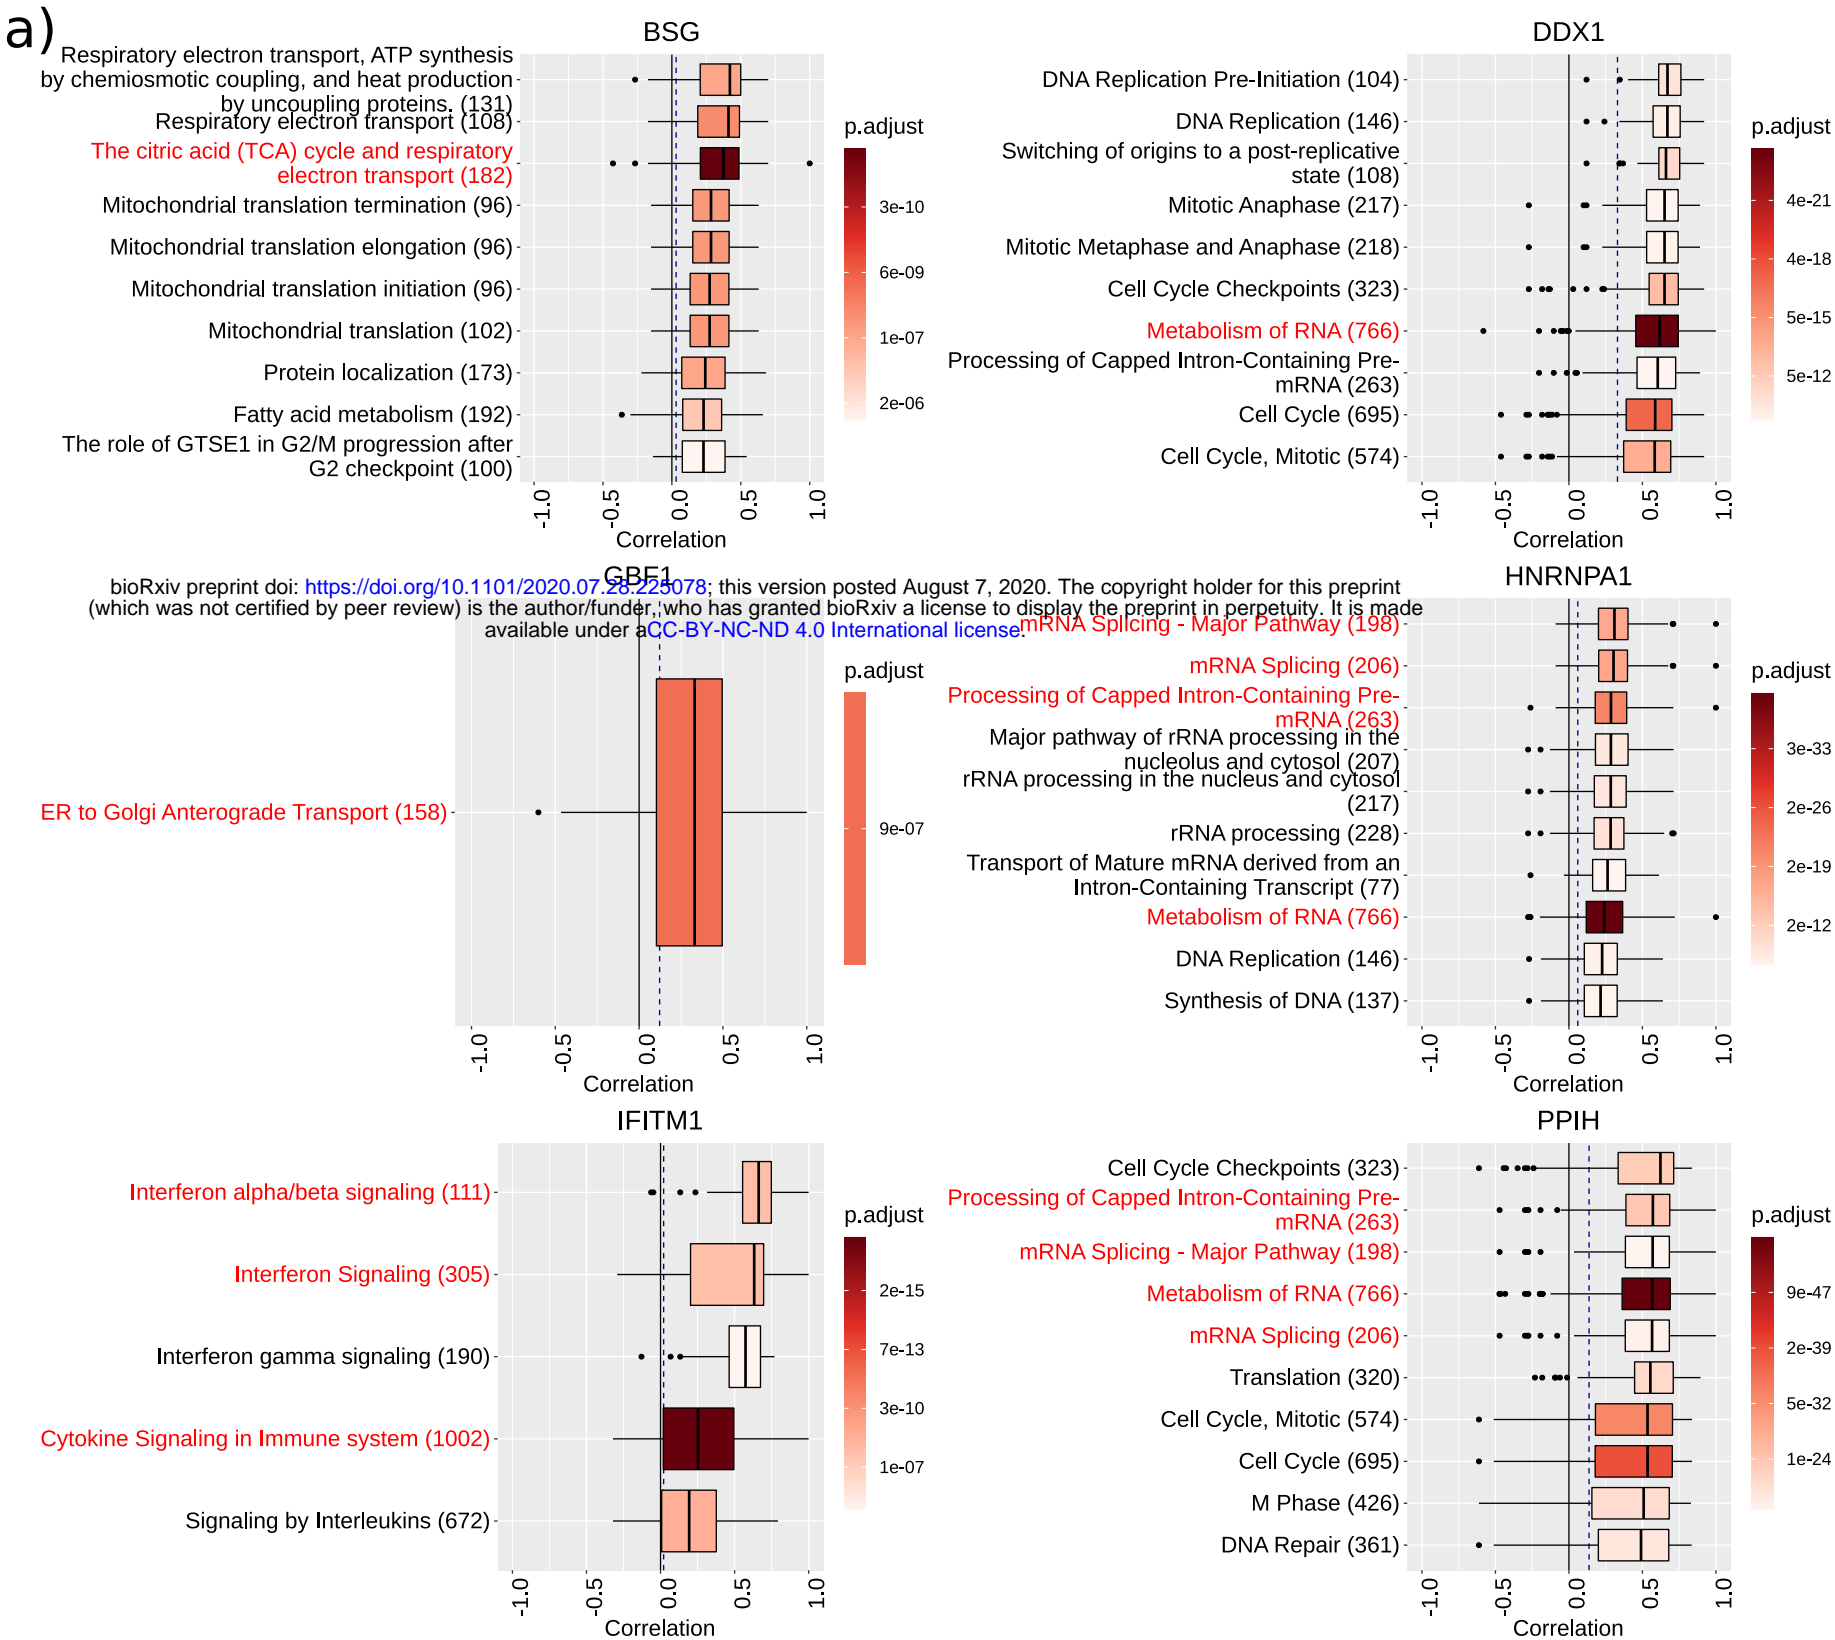 a)
BSG
Respiratory electron transport, ATP synthesis
by chemiosmotic coupling, and heat production
by uncoupling proteins. (131)
Respiratory electron transport (108)
The citric acid (TCA) cycle and respiratory
electron transport (182)
Mitochondrial translation termination (96)
Mitochondrial translation elongation (96)
Mitochondrial translation initiation (96)
Mitochondrial translation (102)
Protein localization (173)
Fatty acid metabolism (192)
The role of GTSE1 in G2/M progression after
G2 checkpoint (100)
-1.0
-0.5
0.0
0.5
1.0
Correlation
p.adjust
3e-10
6e-09
1e-07
2e-06
DDX1
DNA Replication Pre-Initiation (104)
DNA Replication (146)
Switching of origins to a post-replicative
state (108)
Mitotic Anaphase (217)
Mitotic Metaphase and Anaphase (218)
Cell Cycle Checkpoints (323)
Metabolism of RNA (766)
Processing of Capped Intron-Containing Pre-
mRNA (263)
Cell Cycle (695)
Cell Cycle, Mitotic (574)
-1.0
-0.5
0.0
0.5
1.0
Correlation
p.adjust
4e-21
4e-18
5e-15
5e-12
bioRxiv preprint doi: https://doi.org/10.1101/2020.07.28.225078; this version posted August 7, 2020. The copyright holder for this preprint
(which was not certified by peer review) is the author/funder, who has granted bioRxiv a license to display the preprint in perpetuity. It is made
available under aCC-BY-NC-ND 4.0 International license.
GBF1
ER to Golgi Anterograde Transport (158)
-1.0
-0.5
0.0
0.5
1.0
Correlation
p.adjust
9e-07
HNRNPA1
mRNA Splicing - Major Pathway (198)
mRNA Splicing (206)
Processing of Capped Intron-Containing Pre-
mRNA (263)
Major pathway of rRNA processing in the
nucleolus and cytosol (207)
rRNA processing in the nucleus and cytosol
(217)
rRNA processing (228)
Transport of Mature mRNA derived from an
Intron-Containing Transcript (77)
Metabolism of RNA (766)
DNA Replication (146)
Synthesis of DNA (137)
-1.0
-0.5
0.0
0.5
1.0
Correlation
p.adjust
3e-33
2e-26
2e-19
2e-12
IFITM1
Interferon alpha/beta signaling (111)
Interferon Signaling (305)
Interferon gamma signaling (190)
Cytokine Signaling in Immune system (1002)
Signaling by Interleukins (672)
-1.0
-0.5
0.0
0.5
1.0
Correlation
p.adjust
2e-15
7e-13
3e-10
1e-07
PPIH
Cell Cycle Checkpoints (323)
Processing of Capped Intron-Containing Pre-
mRNA (263)
mRNA Splicing - Major Pathway (198)
Metabolism of RNA (766)
mRNA Splicing (206)
Translation (320)
Cell Cycle, Mitotic (574)
Cell Cycle (695)
M Phase (426)
DNA Repair (361)
-1.0
-0.5
0.0
0.5
1.0
Correlation
p.adjust
9e-47
2e-39
5e-32
1e-24